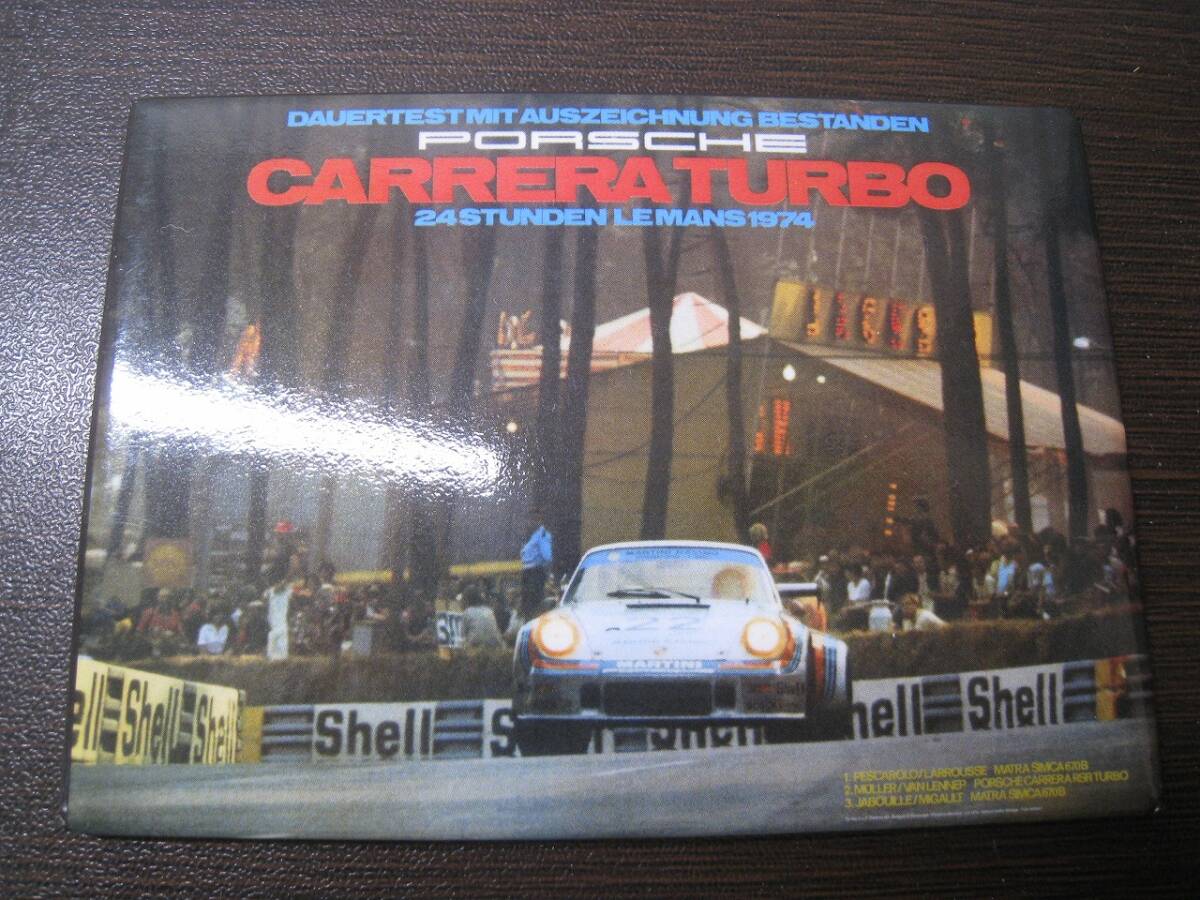 DAUERTEST MIT AUSZEICHNUNG BESTANDEN
PORSCHE
CARRERA TURBO
24 STUNDEN LE MANS 1974
22
MARTINI
Shell
Shell
Shell
Shell
Shell
1. PESCAROLO/LARROUSSE MATRA SIMCA 670B
2. MÜLLER/VAN LENNEP PORSCHE CARRERA RSR TURBO
3. JABOUILLE/MIGAULT MATRA SIMCA 670B